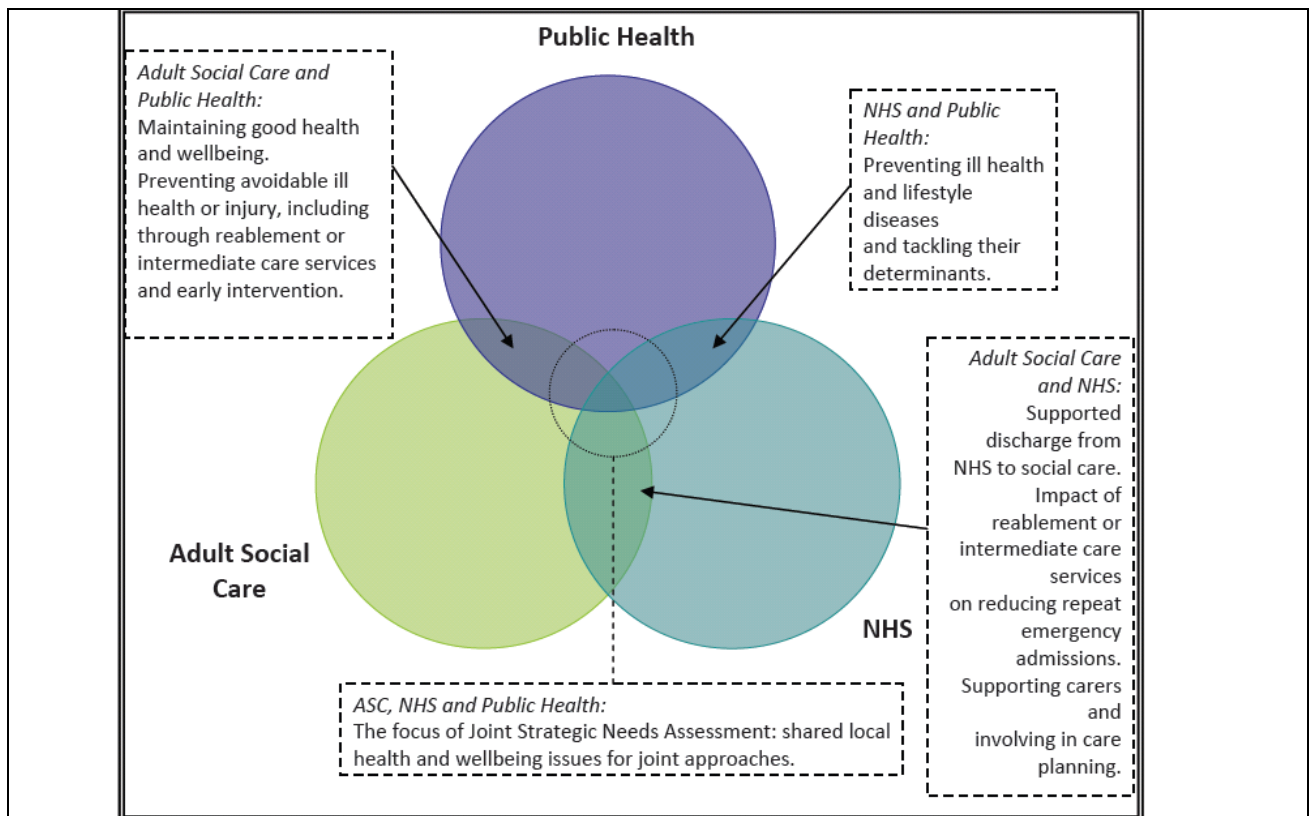 Public Health
Adult Social Care and
Public Health:
Maintaining good health
and wellbeing.
Preventing avoidable ill
health or injury, including
through reablement or
intermediate care services
and early intervention.
NHS and Public
Health:
Preventing ill health
and lifestyle
diseases
and tackling their
determinants.
Adult Social Care
and NHS:
Supported
discharge from
NHS to social care.
Impact of
reablement or
intermediate care
services
on reducing repeat
emergency
admissions.
Supporting carers
and
involving in care
planning.
Adult Social
Care
NHS
ASC, NHS and Public Health:
The focus of Joint Strategic Needs Assessment: shared local
health and wellbeing issues for joint approaches.